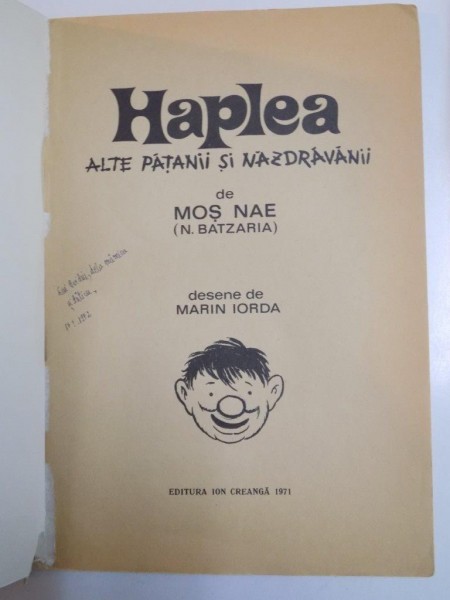 Haplea
ALTE PĂȚANII ȘI NĂZDRĂVĂNII
de
MOȘ NAE
(N. BATZARIA)
desene de
MARIN IORDA
EDITURA ION CREANGĂ 1971